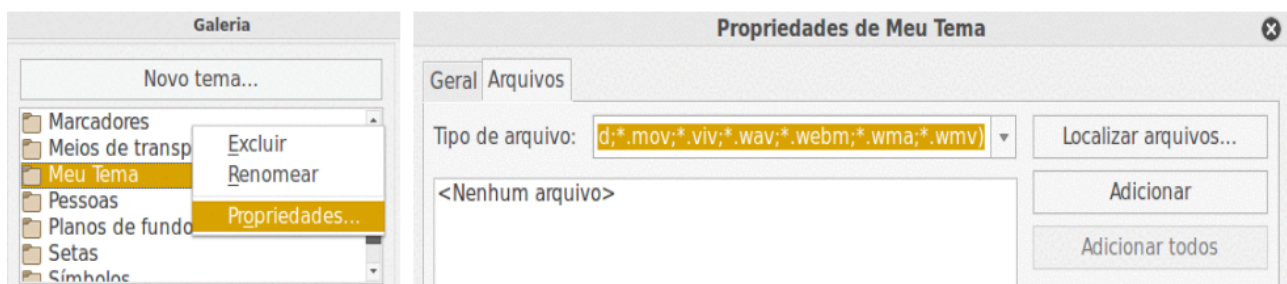 Galeria
Novo tema...
Marcadores
Meios de transp
Meu Tema
Pessoas
Planos de fundo
Setas
Símbolos
Excluir
Renomear
Propriedades...
Propriedades de Meu Tema
Geral Arquivos
Tipo de arquivo: d;*.mov;*.viv;*.wav;*.webm;*.wma;*.wmv) Localizar arquivos...
<Nenhum arquivo>
Adicionar
Adicionar todos